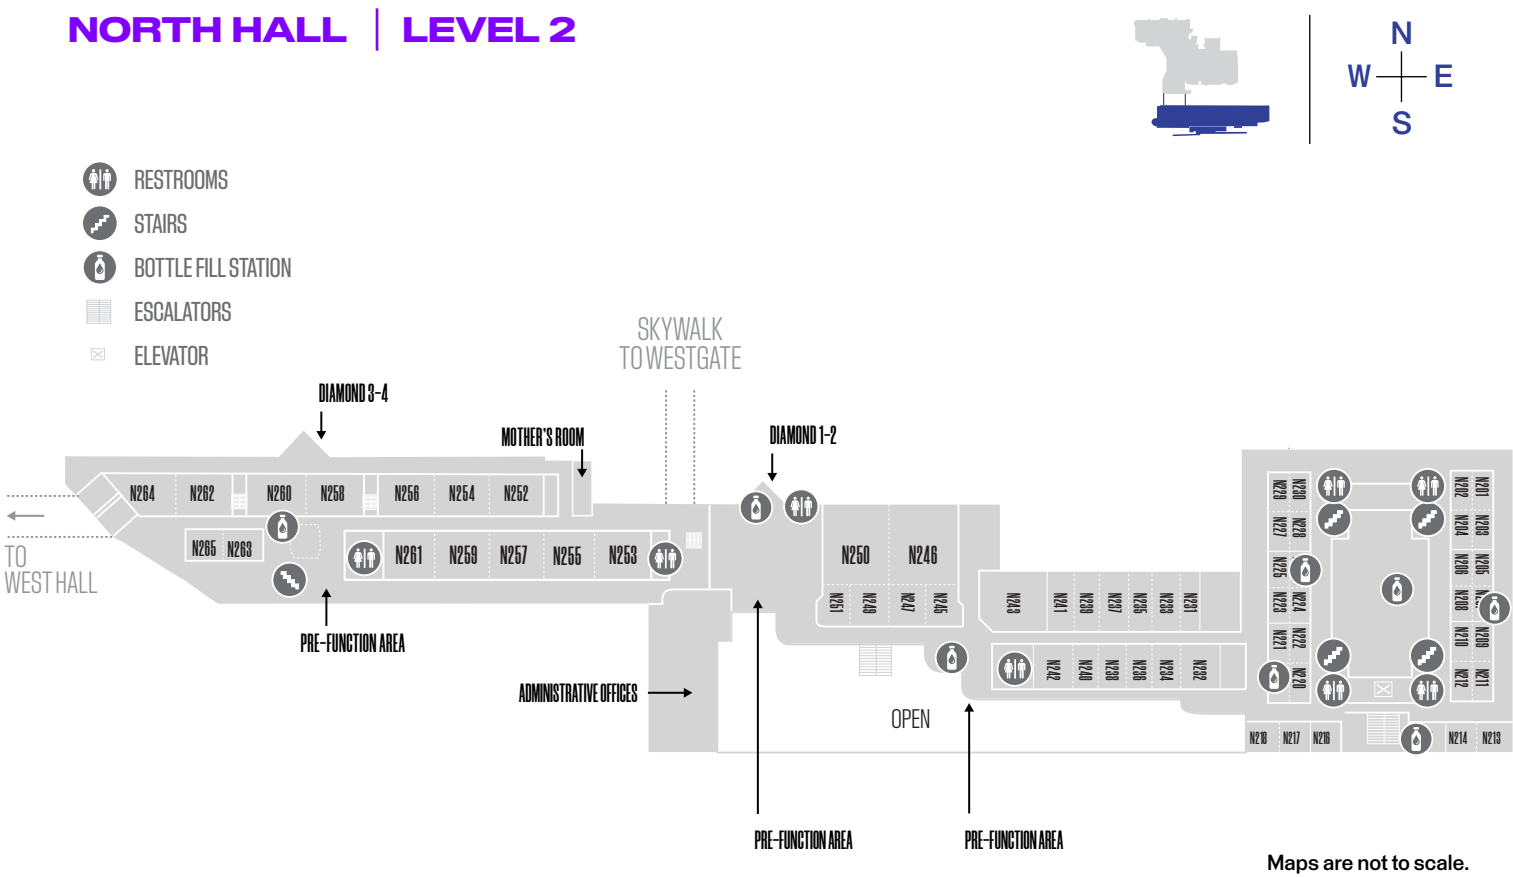 NORTH HALL | LEVEL 2
N
W E
S
RESTROOMS
STAIRS
BOTTLE FILL STATION
ESCALATORS
ELEVATOR
SKYWALK
TO WESTGATE
DIAMOND 3-4
MOTHER'S ROOM
DIAMOND 1-2
N264
N262
N260
N258
N256
N254
N252
N265
N263
N261
N259
N257
N255
N253
TO
WEST HALL
PRE-FUNCTION AREA
ADMINISTRATIVE OFFICES
N250
N246
N251
N249
N247
N245
N243
N241
N239
N237
N235
N233
N231
N242
N240
N238
N236
N234
N232
OPEN
PRE-FUNCTION AREA
PRE-FUNCTION AREA
N229
N230
N227
N228
N225
N223
N224
N221
N222
N220
N202
N201
N204
N203
N206
N205
N208
N210
N209
N212
N211
N218
N217
N216
N214
N213
Maps are not to scale.